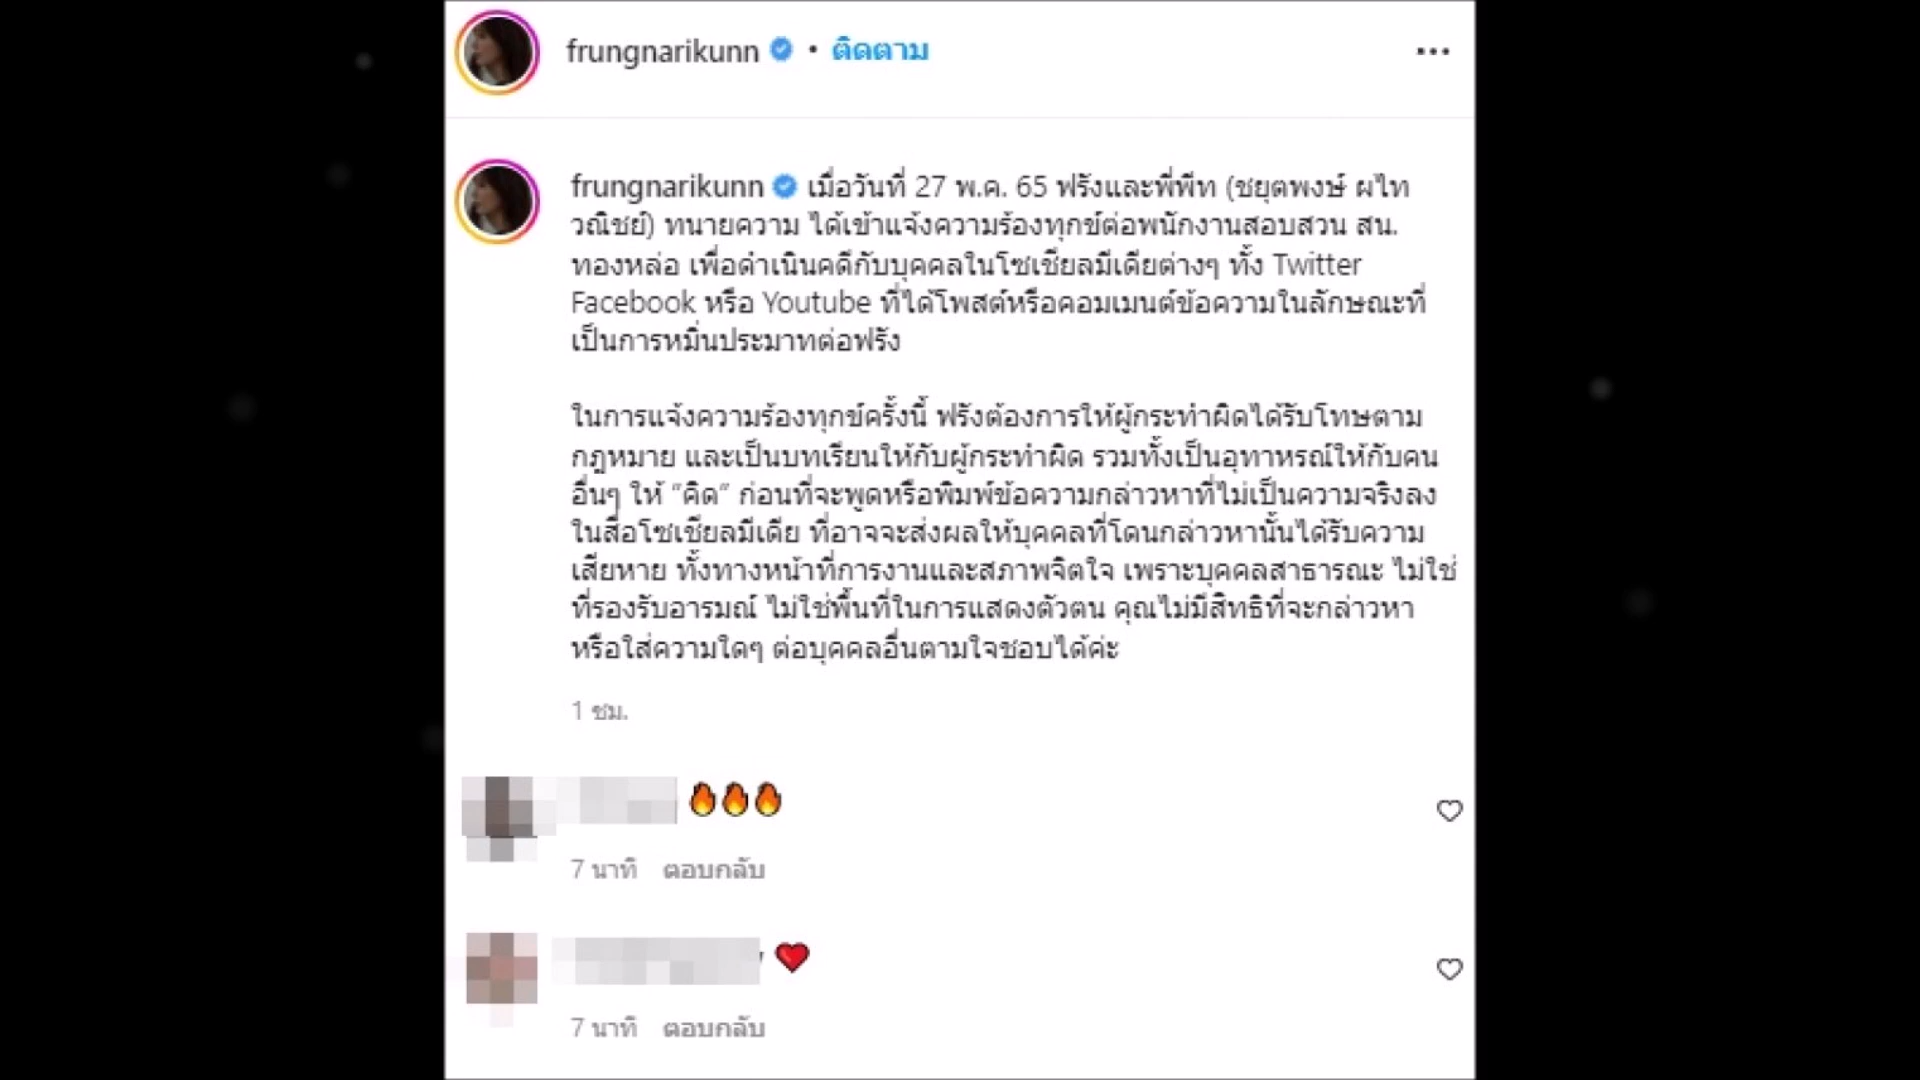 frungnarikunn • ติดตาม
frungnarikunn เมื่อวันที่ 27 พ.ค. 65 ฟรังและพี่พีท (ชยุตพงษ์ ผไท
วณิชย์) ทนายความ ได้เข้าแจ้งความร้องทุกข์ต่อพนักงานสอบสวน สน.
ทองหล่อ เพื่อดำเนินคดีกับบุคคลในโซเชียลมีเดียต่างๆ ทั้ง Twitter
Facebook หรือ Youtube ที่ได้โพสต์หรือคอมเมนต์ข้อความในลักษณะที่
เป็นการหมิ่นประมาทต่อฟรัง
ในการแจ้งความร้องทุกข์ครั้งนี้ ฟรังต้องการให้ผู้กระทำผิดได้รับโทษตาม
กฎหมาย และเป็นบทเรียนให้กับผู้กระทำผิด รวมทั้งเป็นอุทาหรณ์ให้กับคน
อื่นๆ ให้ "คิด" ก่อนที่จะพูดหรือพิมพ์ข้อความกล่าวหาที่ไม่เป็นความจริงลง
ในสื่อโซเชียลมีเดีย ที่อาจจะส่งผลให้บุคคลที่โดนกล่าวหานั้นได้รับความ
เสียหาย ทั้งทางหน้าที่การงานและสภาพจิตใจ เพราะบุคคลสาธารณะ ไม่ใช่
ที่รองรับอารมณ์ ไม่ใช่พื้นที่ในการแสดงตัวตน คุณไม่มีสิทธิที่จะกล่าวหา
หรือใส่ความใดๆ ต่อบุคคลอื่นตามใจชอบได้ค่ะ
1 ชม.
🔥🔥🔥
7 นาที ตอบกลับ
❤️
7 นาที ตอบกลับ